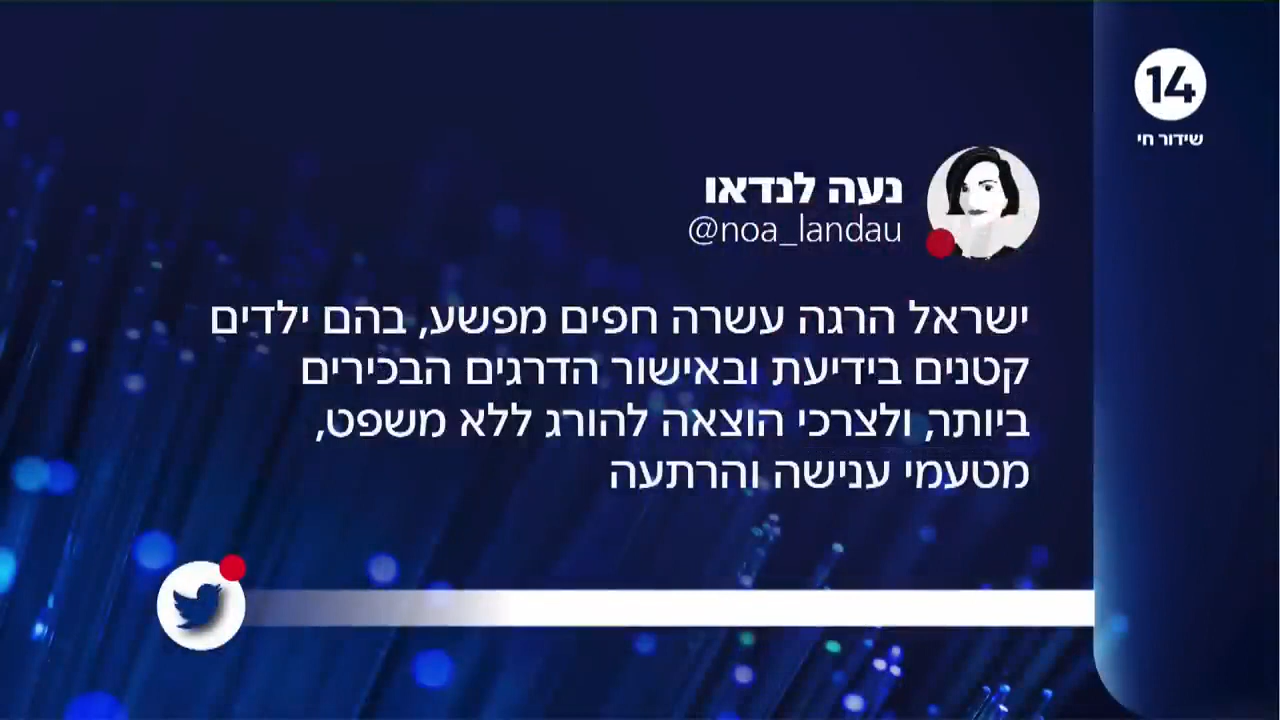 14
שידור חי
נעה לנדאו
@noa_landau
ישראל הרגה עשרה חפים מפשע, בהם ילדים
קטנים בידיעת ובאישור הדרגים הבכירים
ביותר, ולצרכי הוצאה להורג ללא משפט,
מטעמי ענישה והרתעה